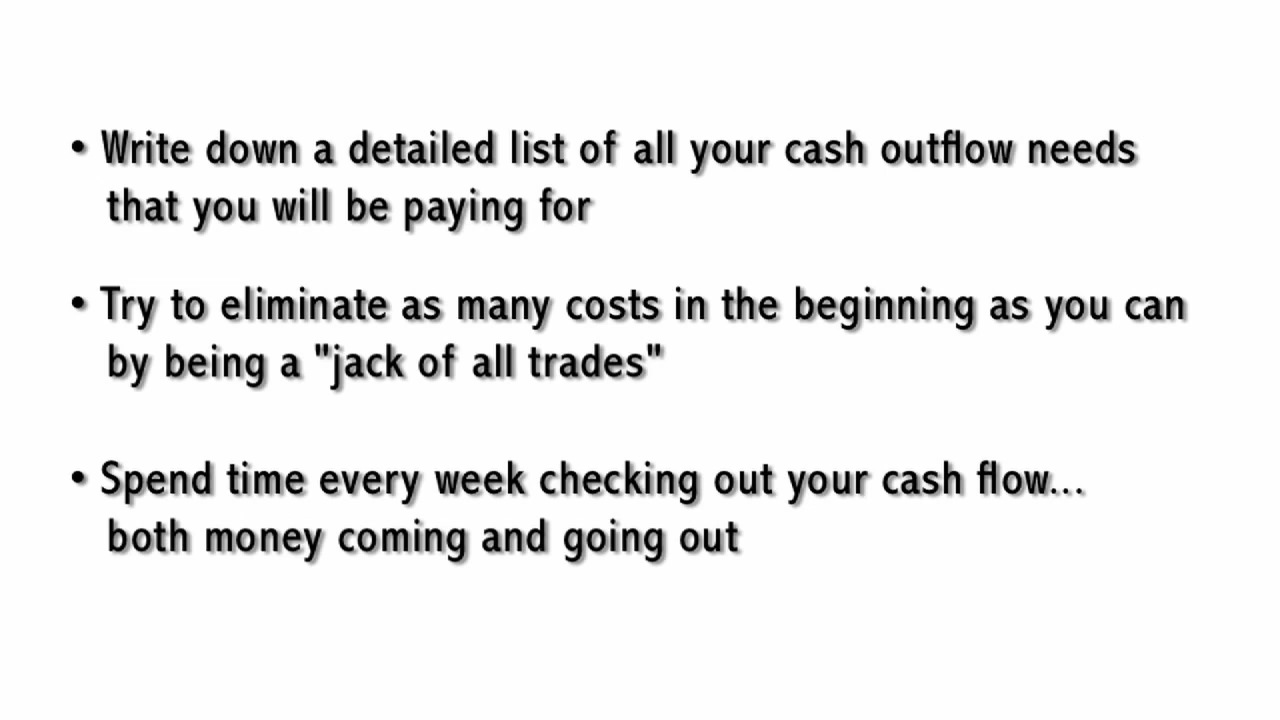 • Write down a detailed list of all your cash outflow needs
that you will be paying for
• Try to eliminate as many costs in the beginning as you can
by being a "jack of all trades"
• Spend time every week checking out your cash flow...
both money coming and going out